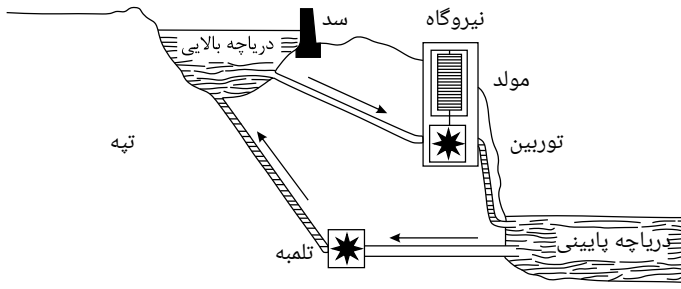 نیروگاه
سد
دریاچه بالایی
مولد
توربین
تپه
دریاچه پایینی
تلمبه